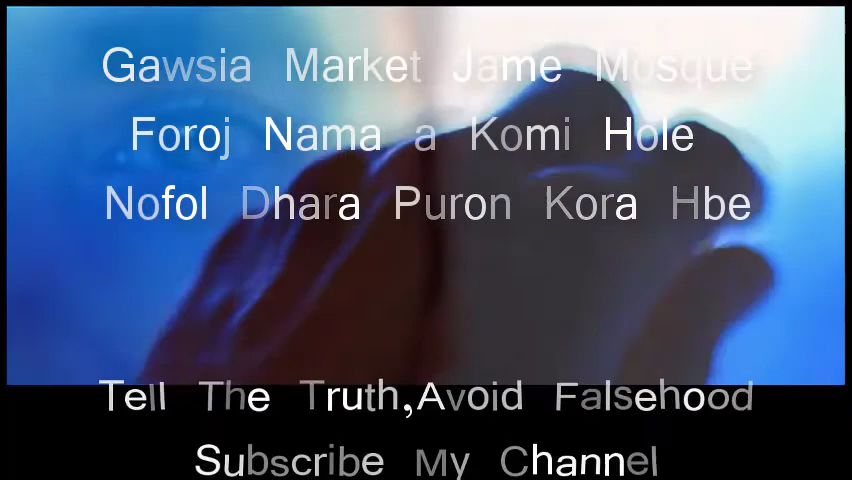 Gawsia Market Jame Mosque
Foroj Nama a Komi Hole
Nofol Dhara Puron Kora Hbe
Tell The Truth,Avoid Falsehood
Subscribe My Channel